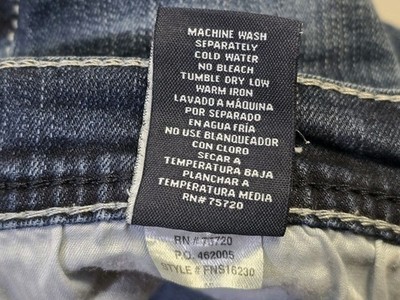 MACHINE WASH
SEPARATELY
COLD WATER
NO BLEACH
TUMBLE DRY LOW
WARM IRON
LAVADO A MÁQUINA
POR SEPARADO
EN AGUA FRÍA
NO USE BLANQUEADOR
CON CLORO
SECAR A
TEMPERATURA BAJA
PLANCHAR A
TEMPERATURA MEDIA
RN# 75720
RN # 75720
P.O. 462005
STYLE # FNS16230